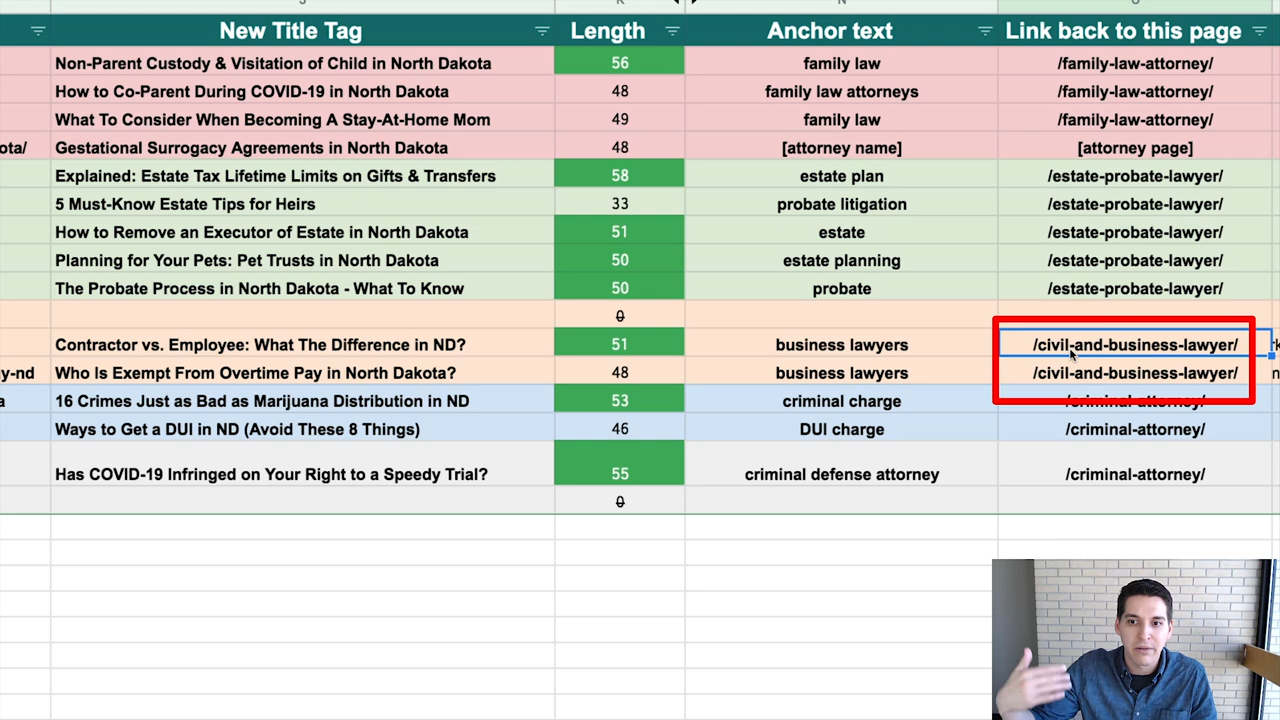 New Title Tag Length Anchor text Link back to this page
Non-Parent Custody & Visitation of Child in North Dakota 56 family law /family-law-attorney/
How to Co-Parent During COVID-19 in North Dakota 48 family law attorneys /family-law-attorney/
What To Consider When Becoming A Stay-At-Home Mom 49 family law /family-law-attorney/
ota/ Gestational Surrogacy Agreements in North Dakota 48 [attorney name] [attorney page]
Explained: Estate Tax Lifetime Limits on Gifts & Transfers 58 estate plan /estate-probate-lawyer/
5 Must-Know Estate Tips for Heirs 33 probate litigation /estate-probate-lawyer/
How to Remove an Executor of Estate in North Dakota 51 estate /estate-probate-lawyer/
Planning for Your Pets: Pet Trusts in North Dakota 50 estate planning /estate-probate-lawyer/
The Probate Process in North Dakota - What To Know 50 probate /estate-probate-lawyer/
0
Contractor vs. Employee: What The Difference in ND? 51 business lawyers /civil-and-business-lawyer/
y-nd Who Is Exempt From Overtime Pay in North Dakota? 48 business lawyers /civil-and-business-lawyer/ n
a 16 Crimes Just as Bad as Marijuana Distribution in ND 53 criminal charge /criminal-attorney/
Ways to Get a DUI in ND (Avoid These 8 Things) 46 DUI charge /criminal-attorney/
Has COVID-19 Infringed on Your Right to a Speedy Trial? 55 criminal defense attorney /criminal-attorney/
0